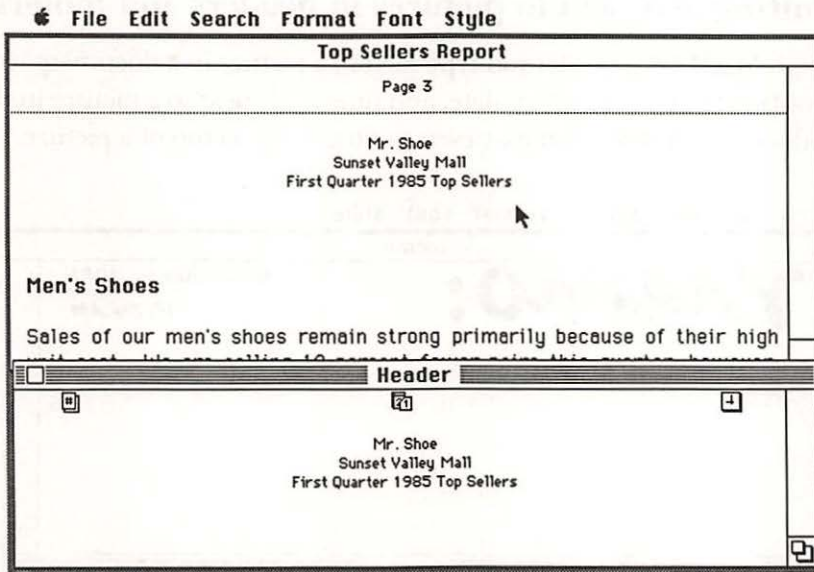 File Edit Search Format Font Style
Top Sellers Report
Page 3
Mr. Shoe
Sunset Valley Mall
First Quarter 1985 Top Sellers
Men's Shoes
Sales of our men's shoes remain strong primarily because of their high
Header
#
Mr. Shoe
Sunset Valley Mall
First Quarter 1985 Top Sellers